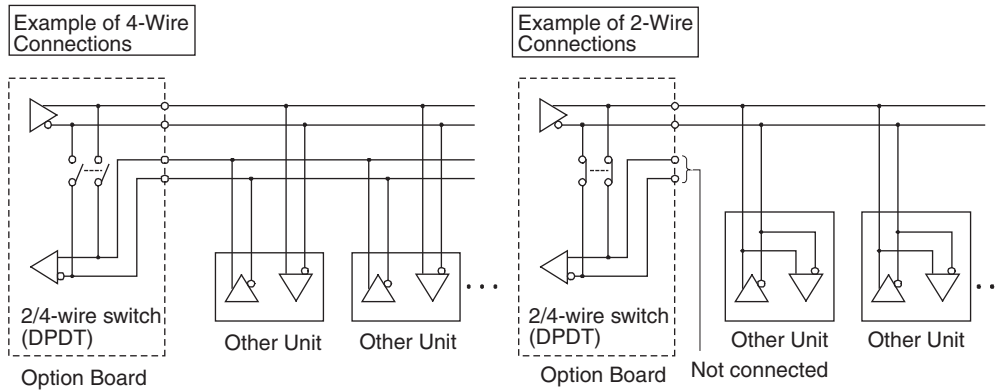 Example of 4-Wire
Connections
2/4-wire switch
(DPDT)
Option Board
Other Unit
Other Unit
Example of 2-Wire
Connections
2/4-wire switch
(DPDT)
Option Board
Not connected
Other Unit
Other Unit